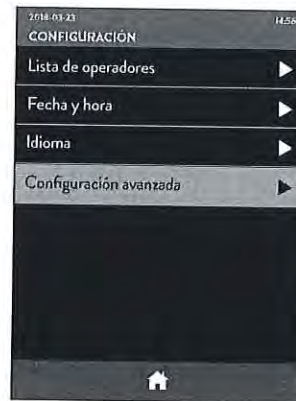 2018-03-23 14:56
CONFIGURACIÓN
Lista de operadores
Fecha y hora
Idioma
Configuración avanzada